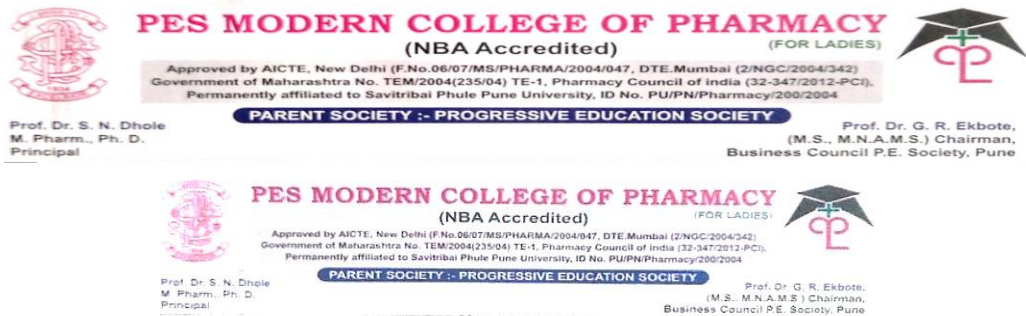 PES MODERN COLLEGE OF PHARMACY
(NBA Accredited)
(FOR LADIES)
Approved by AICTE, New Delhi (F.No.06/07/MS/PHARMA/2004/047, DTE.Mumbai (2/NGC/2004/342)
Government of Maharashtra No. TEM/2004(235/04) TE-1, Pharmacy Council of india (32-347/2012-PCI),
Permanently affiliated to Savitribai Phule Pune University, ID No. PU/PN/Pharmacy/200/2004
PARENT SOCIETY :- PROGRESSIVE EDUCATION SOCIETY
Prof. Dr. S. N. Dhole
M. Pharm., Ph. D.
Principal
Prof. Dr. G. R. Ekbote,
(M.S., M.N.A.M.S.) Chairman,
Business Council P.E. Society, Pune
1934
PES MODERN COLLEGE OF PHARMACY
(NBA Accredited)
(FOR LADIES)
Approved by AICTE, New Delhi (F.No.06/07/MS/PHARMA/2004/047, DTE.Mumbai (2/NGC/2004/342)
Government of Maharashtra No. TEM/2004(235/04) TE-1, Pharmacy Council of india (32-347/2012-PCI),
Permanently affiliated to Savitribai Phule Pune University, ID No. PU/PN/Pharmacy/200/2004
PARENT SOCIETY :- PROGRESSIVE EDUCATION SOCIETY
Prof. Dr. S. N. Dhole
M. Pharm., Ph. D.
Principal
Prof. Dr. G. R. Ekbote,
(M.S.. M.N.A.M.S ) Chairman,
Business Council P.E. Society, Pune